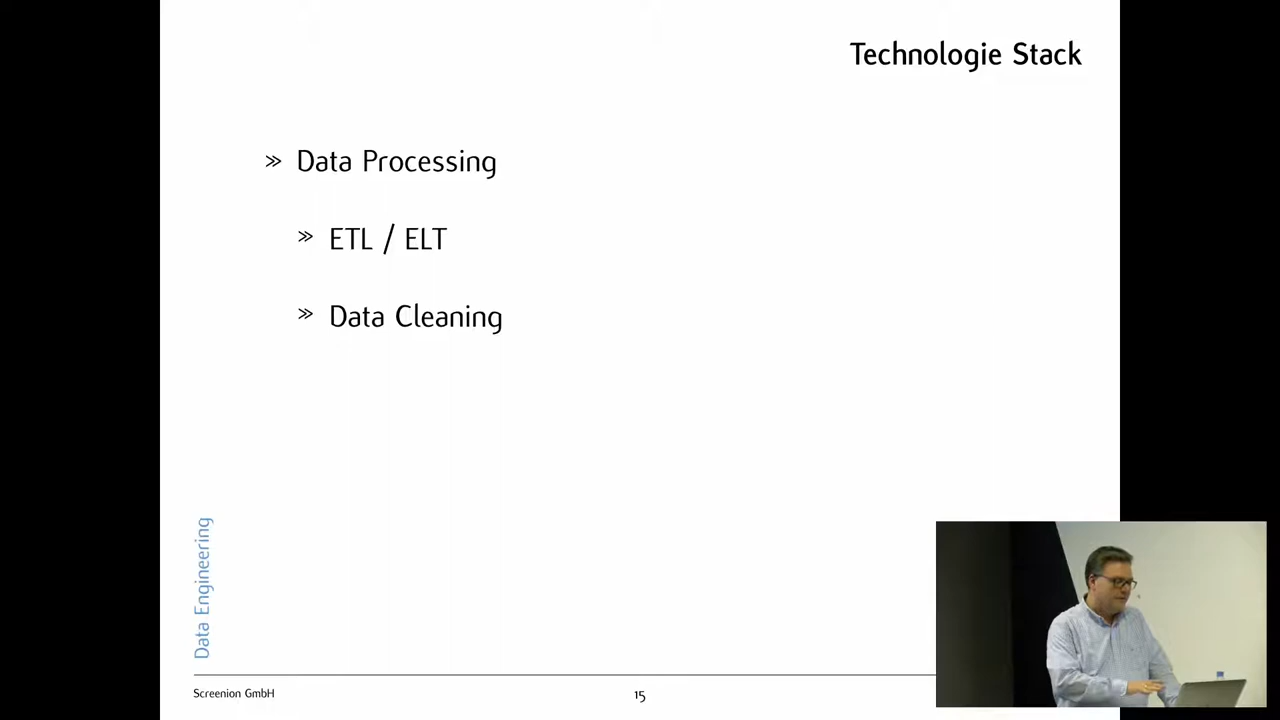 Technologie Stack
» Data Processing
» ETL / ELT
» Data Cleaning
Data Engineering
Screenion GmbH
15